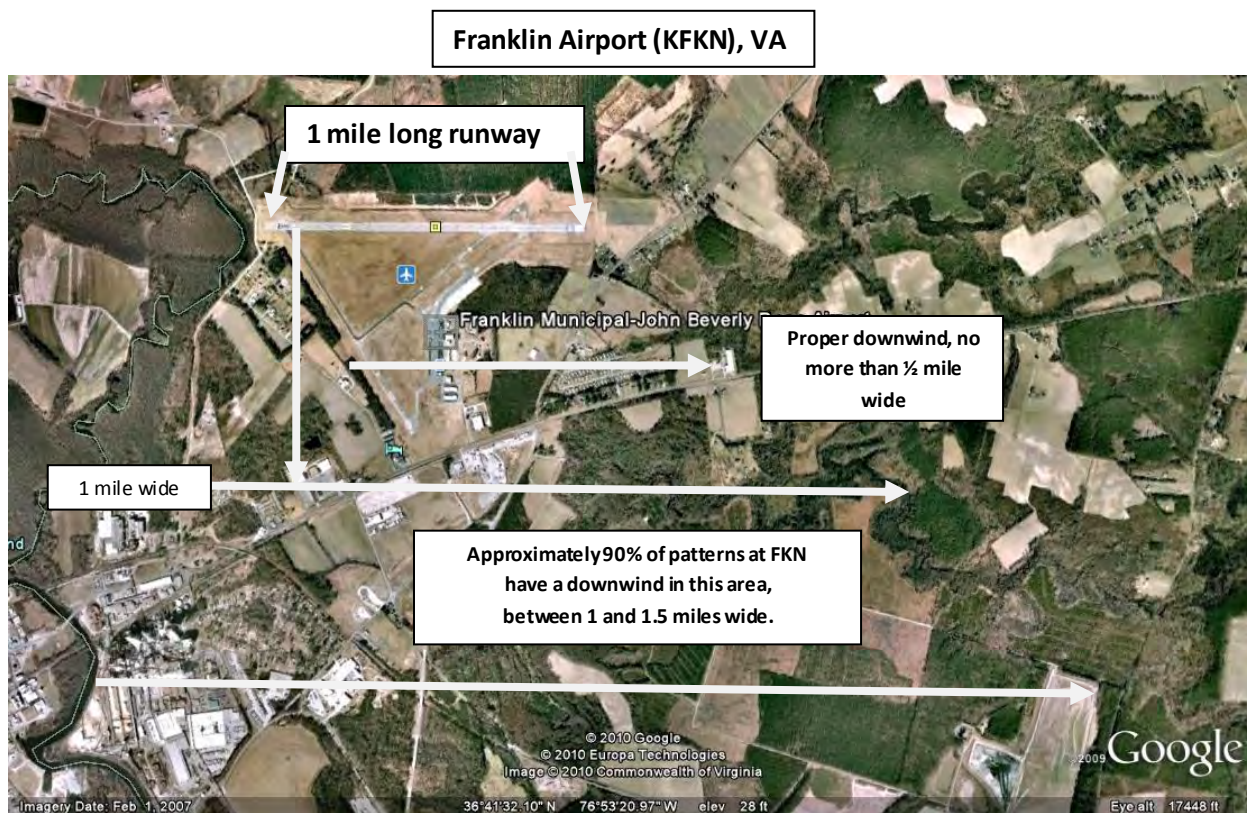 Franklin Airport (KFKN), VA
1 mile long runway
Franklin Municipal-John Beverly Airport
Proper downwind, no
more than ½ mile
wide
1 mile wide
nd
Approximately 90% of patterns at FKN
have a downwind in this area,
between 1 and 1.5 miles wide.
© 2010 Google
© 2010 Europa Technologies
Image © 2010 Commonwealth of Virginia
©2009 Google
Imagery Date: Feb 1, 2007
36°41'32.10" N 76°53'20.97" W elev 28 ft
Eye alt 17448 ft